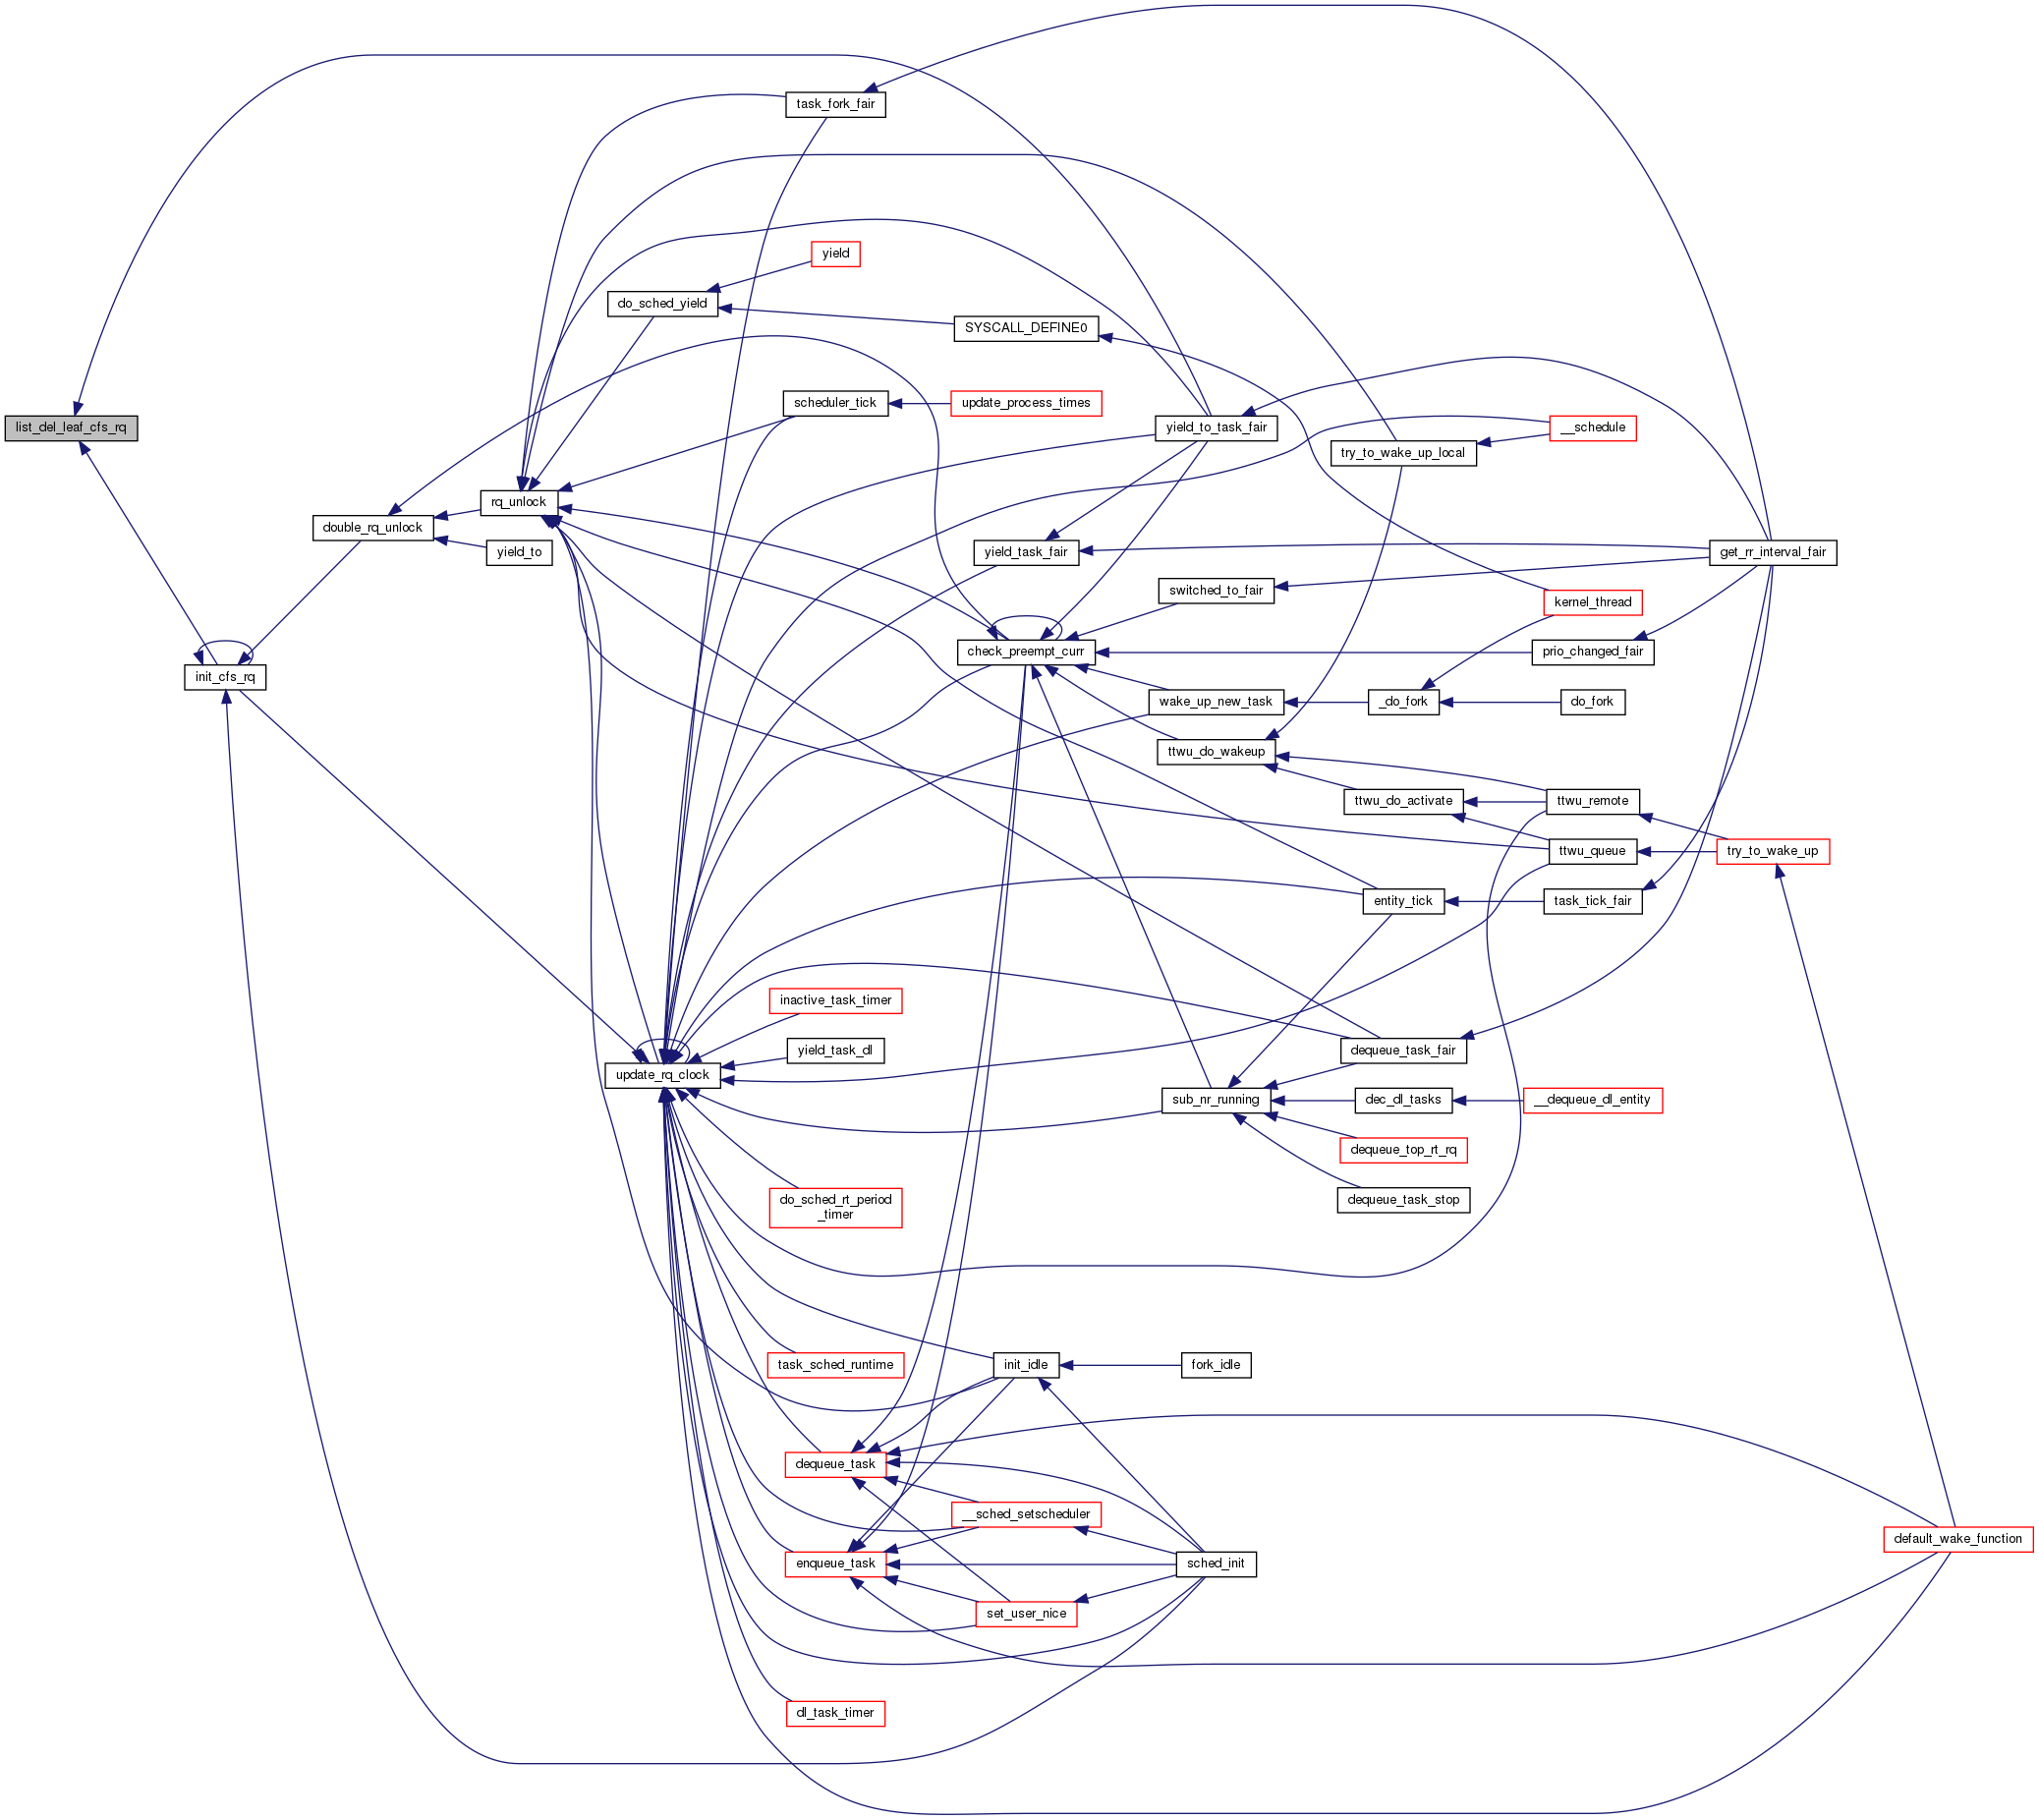 task_fork_fair
yield
do_sched_yield
SYSCALL_DEFINE0
scheduler_tick
update_process_times
list_del_leaf_cfs_rq
yield_to_task_fair
__schedule
try_to_wake_up_local
rq_unlock
double_rq_unlock
yield_to
yield_task_fair
get_rr_interval_fair
switched_to_fair
kernel_thread
check_preempt_curr
prio_changed_fair
init_cfs_rq
wake_up_new_task
_do_fork
do_fork
ttwu_do_wakeup
ttwu_do_activate
ttwu_remote
ttwu_queue
try_to_wake_up
entity_tick
task_tick_fair
inactive_task_timer
yield_task_dl
dequeue_task_fair
update_rq_clock
sub_nr_running
dec_dl_tasks
__dequeue_dl_entity
dequeue_top_rt_rq
do_sched_rt_period
_timer
dequeue_task_stop
task_sched_runtime
init_idle
fork_idle
dequeue_task
__sched_setscheduler
default_wake_function
enqueue_task
sched_init
set_user_nice
dl_task_timer